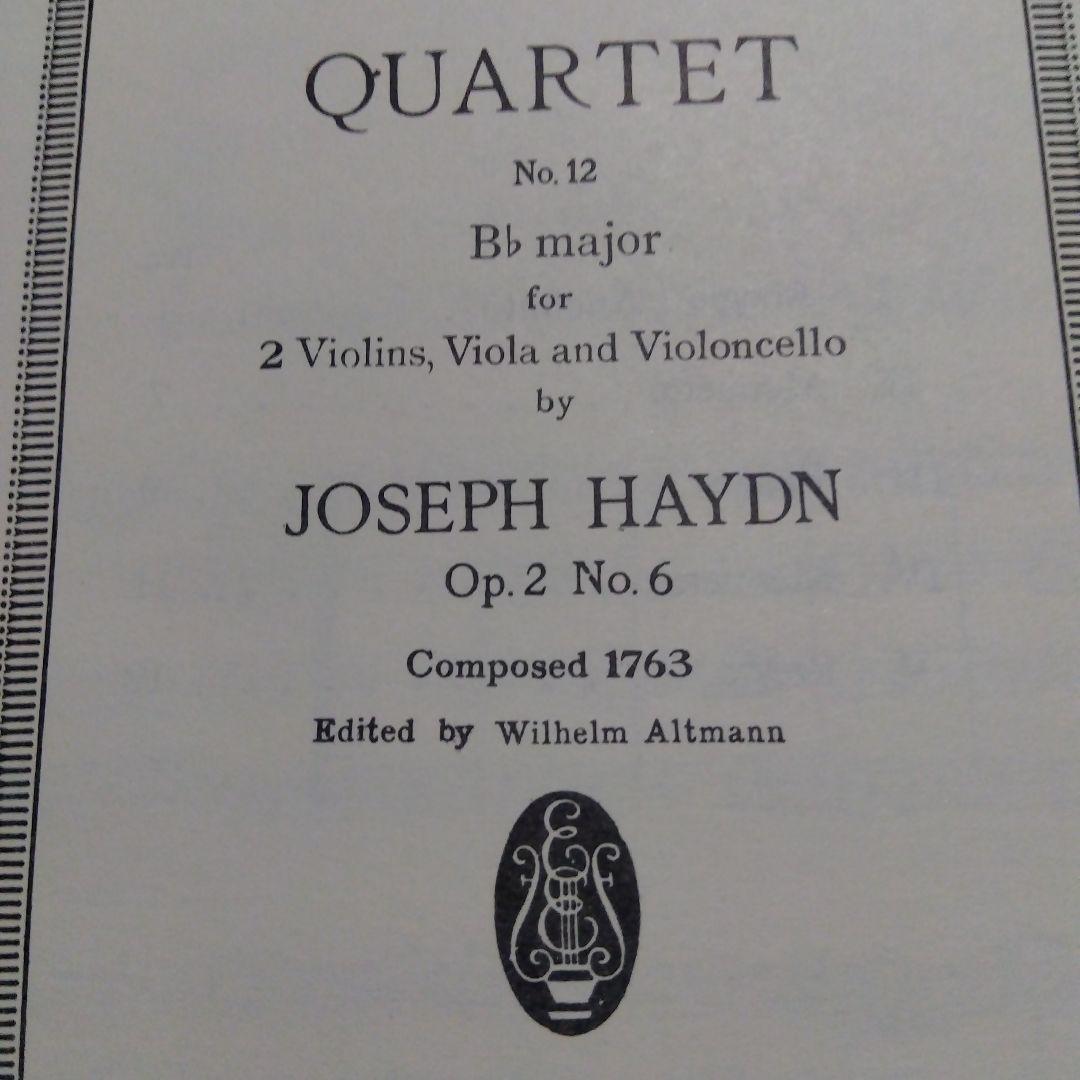 QUARTET
No. 12
B♭ major
for
2 Violins, Viola and Violoncello
by
JOSEPH HAYDN
Op. 2 No. 6
Composed 1763
Edited by Wilhelm Altmann